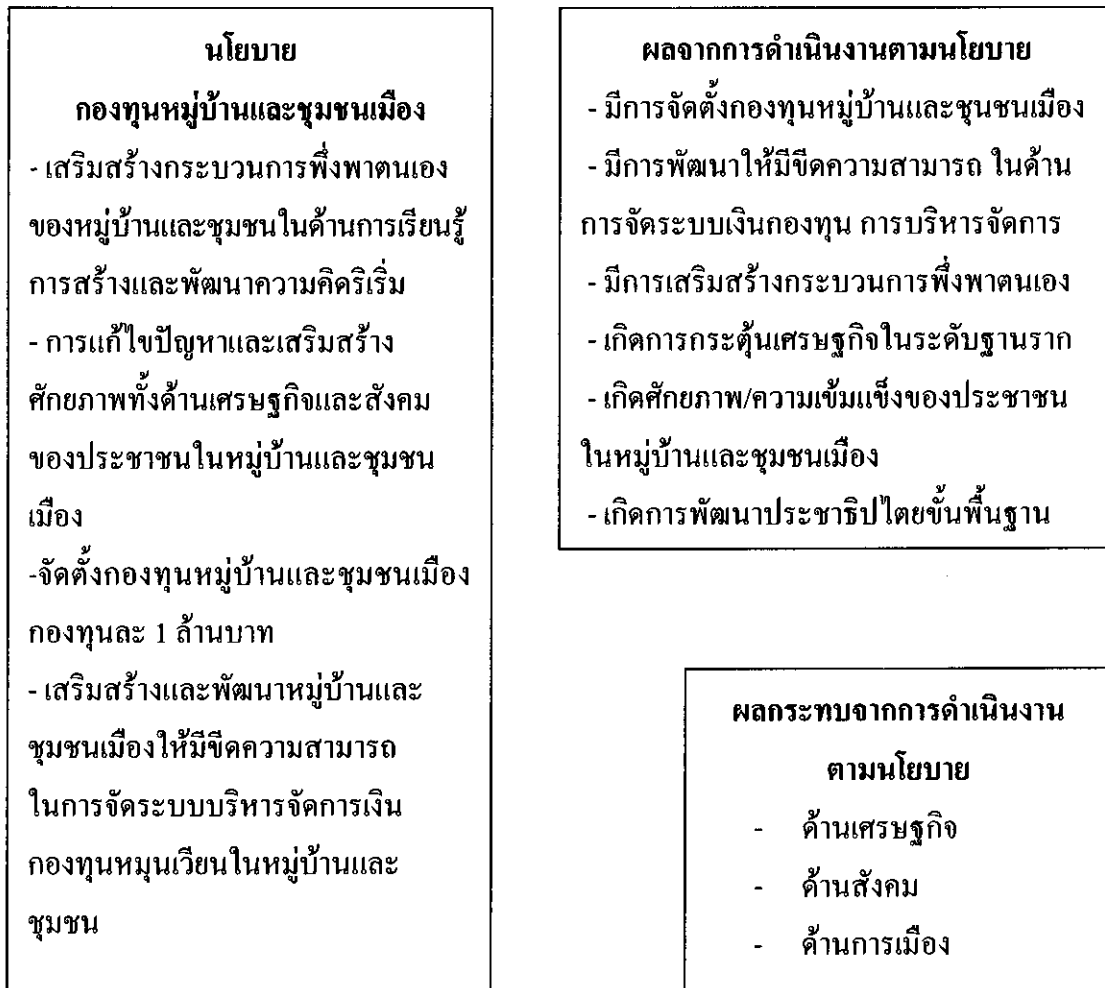 นโยบาย
กองทุนหมู่บ้านและชุมชนเมือง
- เสริมสร้างกระบวนการพึ่งพาตนเอง
ของหมู่บ้านและชุมชนในด้านการเรียนรู้
การสร้างและพัฒนาความคิดริเริ่ม
- การแก้ไขปัญหาและเสริมสร้าง
ศักยภาพทั้งด้านเศรษฐกิจและสังคม
ของประชาชนในหมู่บ้านและชุมชน
เมือง
-จัดตั้งกองทุนหมู่บ้านและชุมชนเมือง
กองทุนละ 1 ล้านบาท
- เสริมสร้างและพัฒนาหมู่บ้านและ
ชุมชนเมืองให้มีขีดความสามารถ
ในการจัดระบบบริหารจัดการเงิน
กองทุนหมุนเวียนในหมู่บ้านและ
ชุมชน
ผลจากการดำเนินงานตามนโยบาย
- มีการจัดตั้งกองทุนหมู่บ้านและชุนชนเมือง
- มีการพัฒนาให้มีขีดความสามารถ ในด้าน
การจัดระบบเงินกองทุน การบริหารจัดการ
- มีการเสริมสร้างกระบวนการพึ่งพาตนเอง
- เกิดการกระตุ้นเศรษฐกิจในระดับฐานราก
- เกิดศักยภาพ/ความเข้มแข็งของประชาชน
ในหมู่บ้านและชุมชนเมือง
- เกิดการพัฒนาประชาธิปไตยขั้นพื้นฐาน
ผลกระทบจากการดำเนินงาน
ตามนโยบาย
- ด้านเศรษฐกิจ
- ด้านสังคม
- ด้านการเมือง